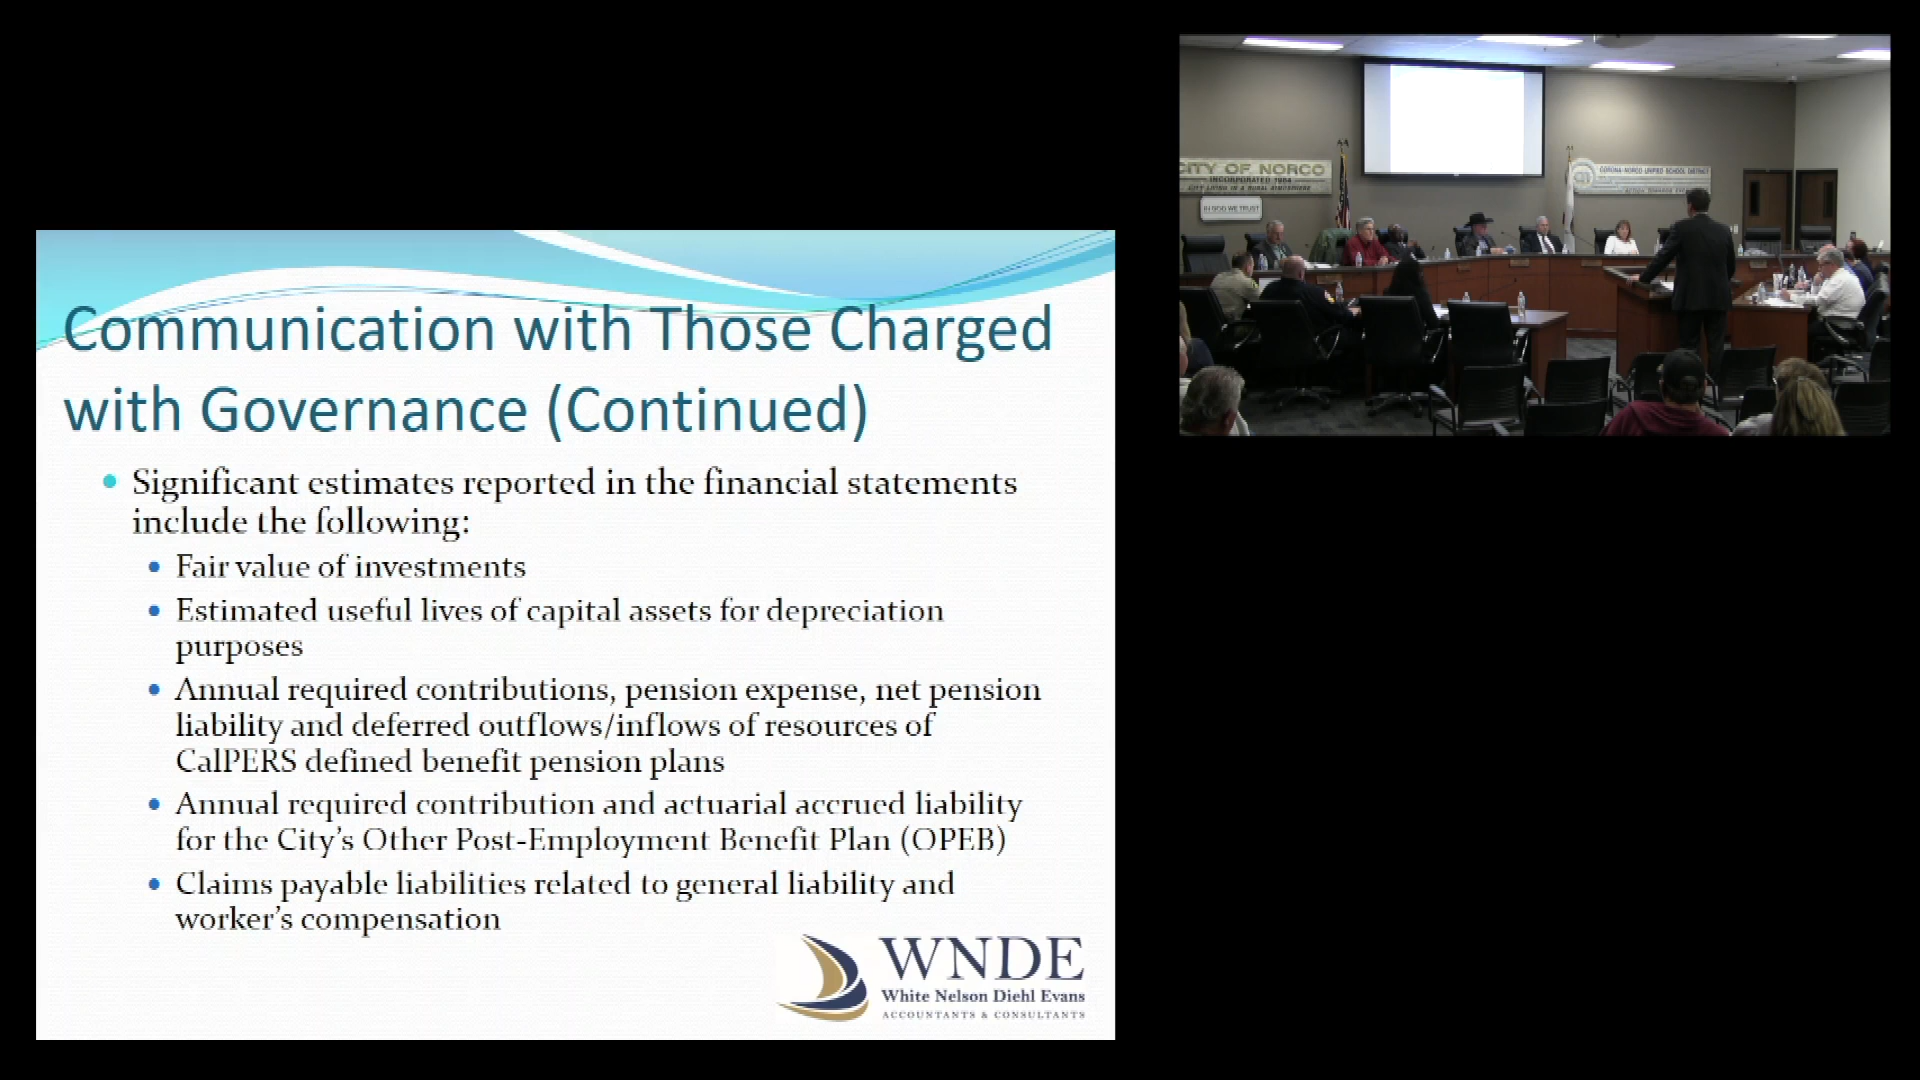 Communication with Those Charged
with Governance (Continued)
Significant estimates reported in the financial statements
include the following:
Fair value of investments
Estimated useful lives of capital assets for depreciation
purposes
Annual required contributions, pension expense, net pension
liability and deferred outflows/inflows of resources of
CalPERS defined benefit pension plans
Annual required contribution and actuarial accrued liability
for the City's Other Post-Employment Benefit Plan (OPEB)
Claims payable liabilities related to general liability and
worker's compensation
WNDE
White Nelson Diehl Evans
ACCOUNTANTS & CONSULTANTS
CITY OF NORCO
INCORPORATED 1964
CITY LIVING IN A RURAL ATMOSPHERE
IN GOD WE TRUST
CORONA-NORCO UNIFIED SCHOOL DISTRICT